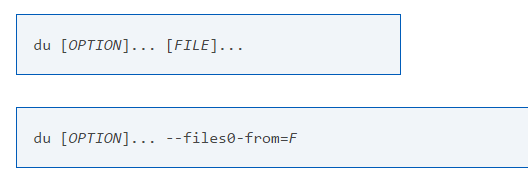 du [OPTION]... [FILE]...
du [OPTION]... --files0-from=F